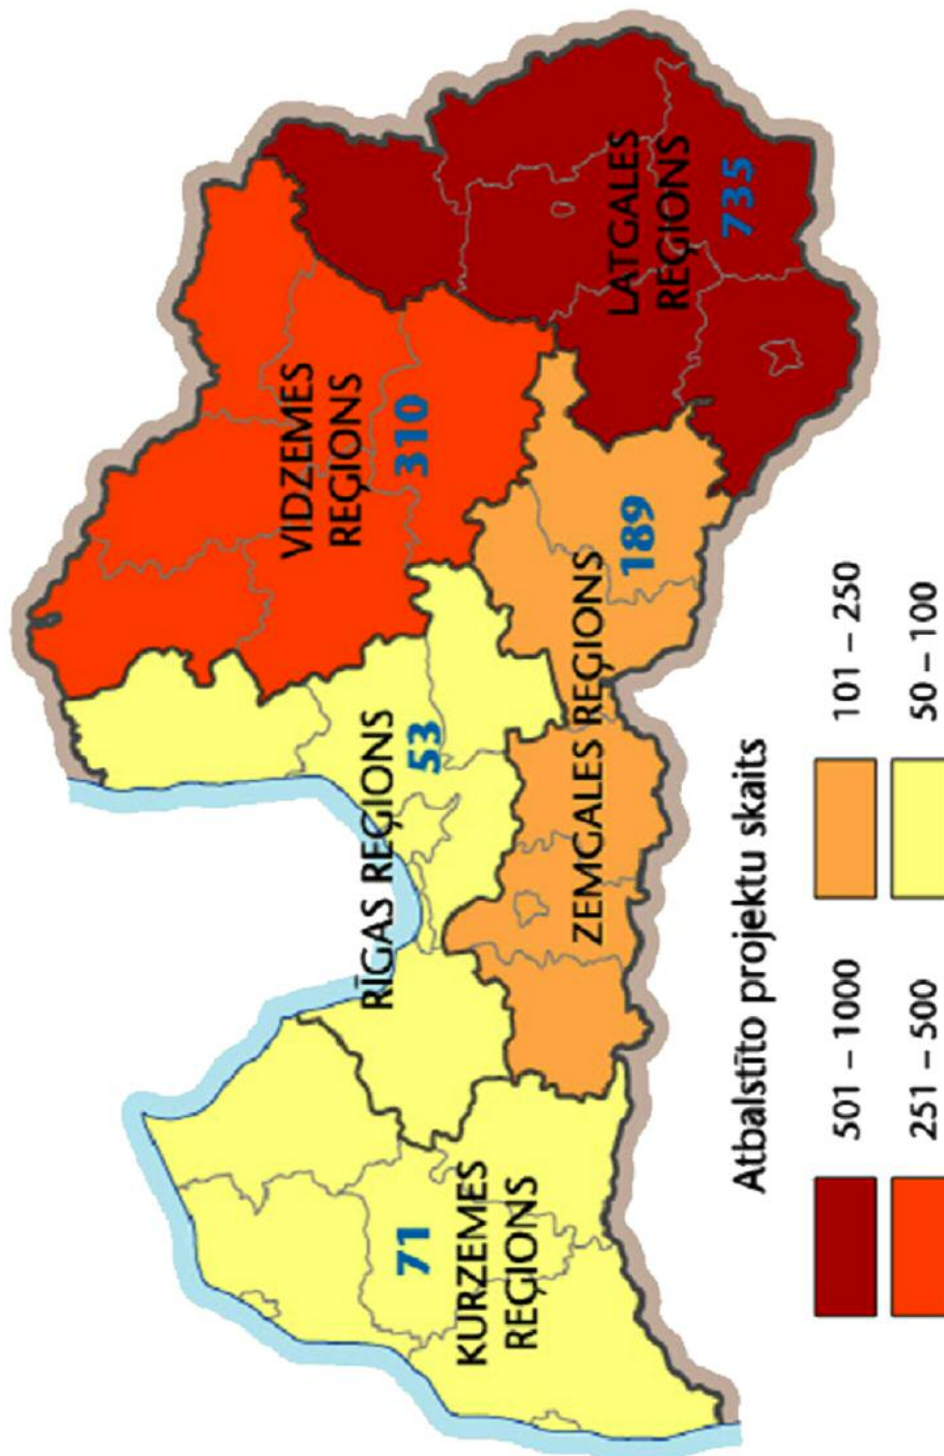 VIDZEMES
REĢIONS
310
RĪGAS REĢIONS
53
LATGALES
REĢIONS
735
71
KURZEMES
REĢIONS
ZEMGALES REĢIONS
189
Atbalstīto projektu skaits
501 – 1000
101 – 250
251 – 500
50 – 100